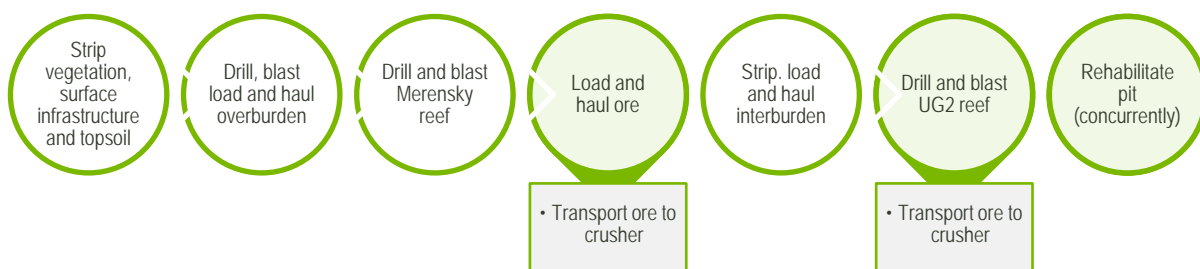 Strip
vegetation,
surface
infrastructure
and topsoil
Drill, blast
load and haul
overburden
Drill and blast
Merensky
reef
Load and
haul ore
Strip. load
and haul
interburden
Drill and blast
UG2 reef
Rehabilitate
pit
(concurrently)
• Transport ore to
crusher
• Transport ore to
crusher